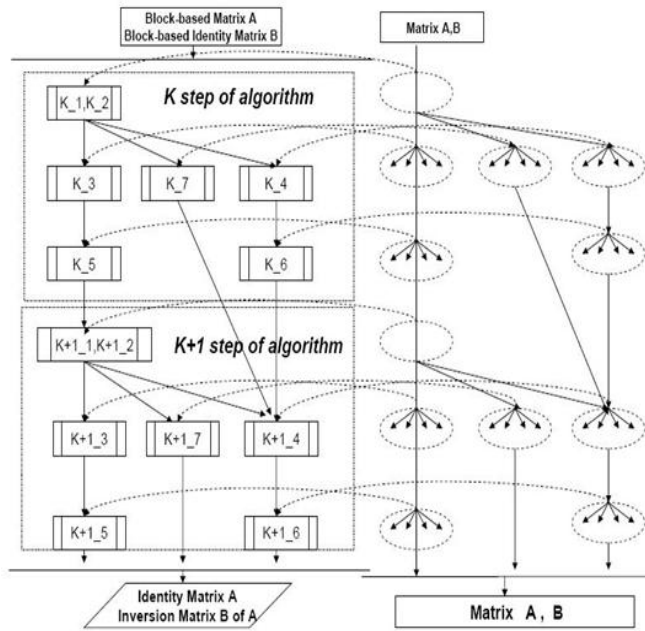 Block-based Matrix A
Block-based Identity Matrix B
Matrix A,B
K step of algorithm
K_1,K_2
K_3
K_7
K_4
K_5
K_6
K+1_1,K+1_2
K+1 step of algorithm
K+1_3
K+1_7
K+1_4
K+1_5
K+1_6
Identity Matrix A
Inversion Matrix B of A
Matrix A , B